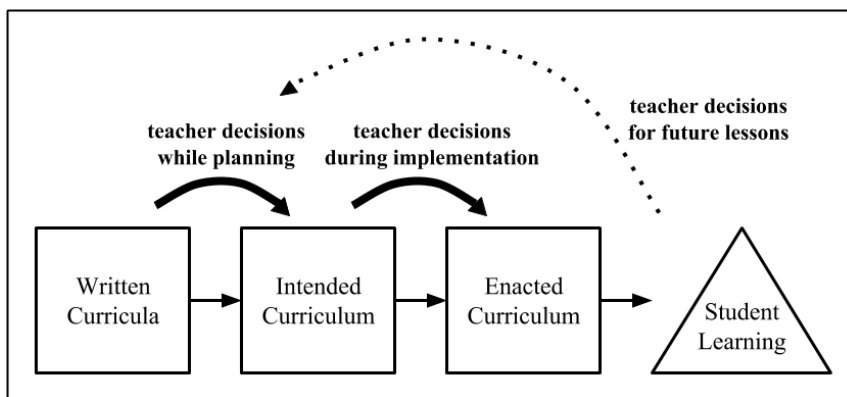 teacher decisions
for future lessons
teacher decisions
while planning
teacher decisions
during implementation
Written
Curricula
Intended
Curriculum
Enacted
Curriculum
Student
Learning